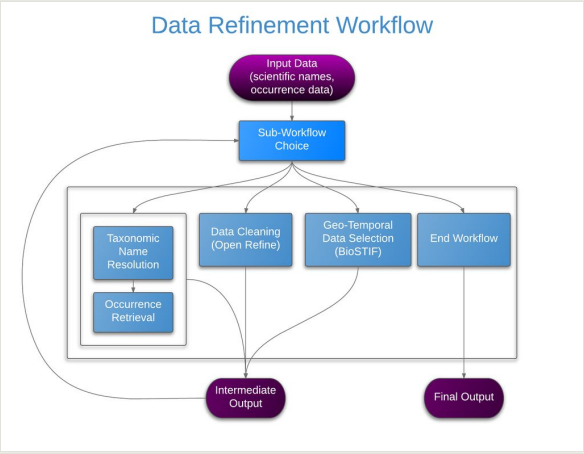 Data Refinement Workflow
Input Data
(scientific names,
occurrence data)
Sub-Workflow
Choice
Taxonomic
Name
Resolution
Occurrence
Retrieval
Data Cleaning
(Open Refine)
Geo-Temporal
Data Selection
(BioSTIF)
End Workflow
Intermediate
Output
Final Output